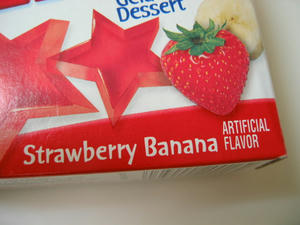 Dessert
Strawberry Banana ARTIFICIAL
FLAVOR